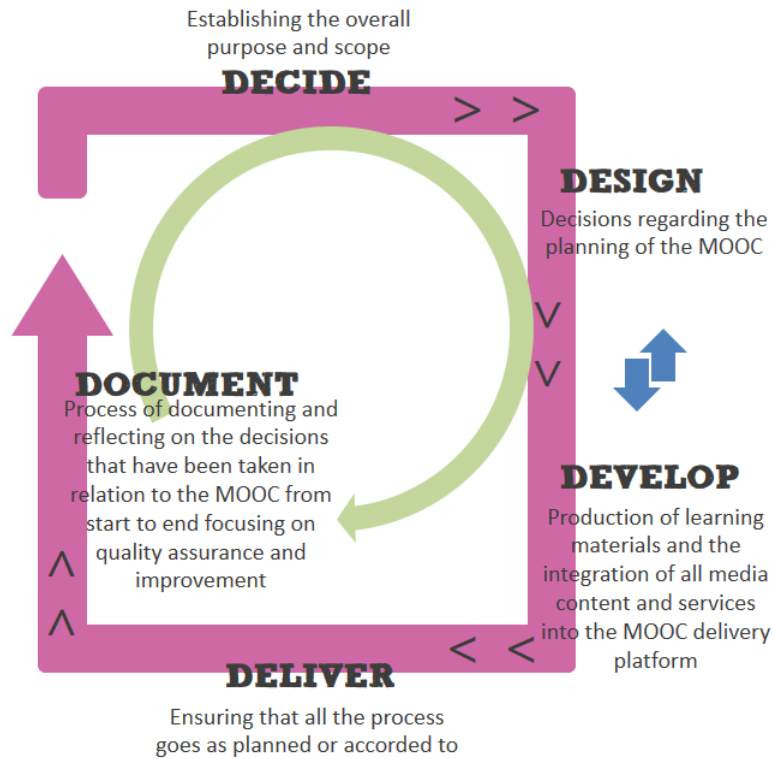 Establishing the overall
purpose and scope
DECIDE
> >
DESIGN
Decisions regarding the
planning of the MOOC
>
>
DOCUMENT
Process of documenting and
reflecting on the decisions
that have been taken in
relation to the MOOC from
start to end focusing on
quality assurance and
improvement
DEVELOP
Production of learning
materials and the
integration of all media
content and services
into the MOOC delivery
platform
>
>
< <
DELIVER
Ensuring that all the process
goes as planned or accorded to